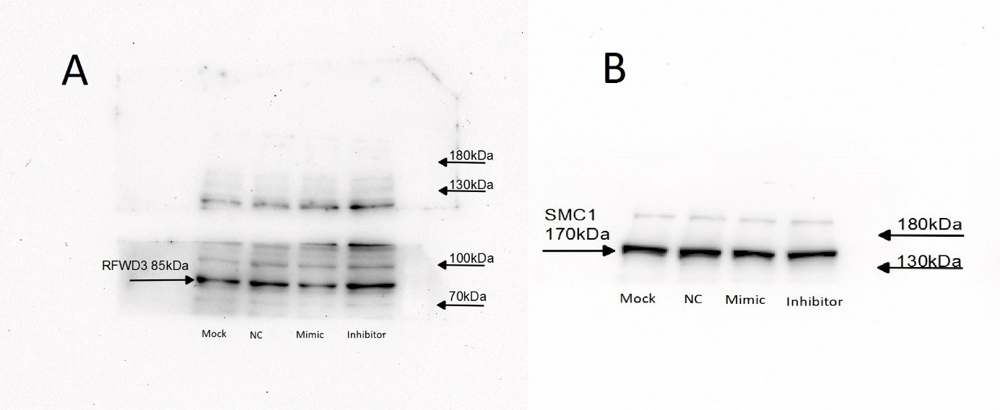 A
180kDa
130kDa
RFWD3 85kDa
100kDa
70kDa
Mock NC Mimic Inhibitor
B
SMC1
170kDa
180kDa
130kDa
Mock NC Mimic Inhibitor